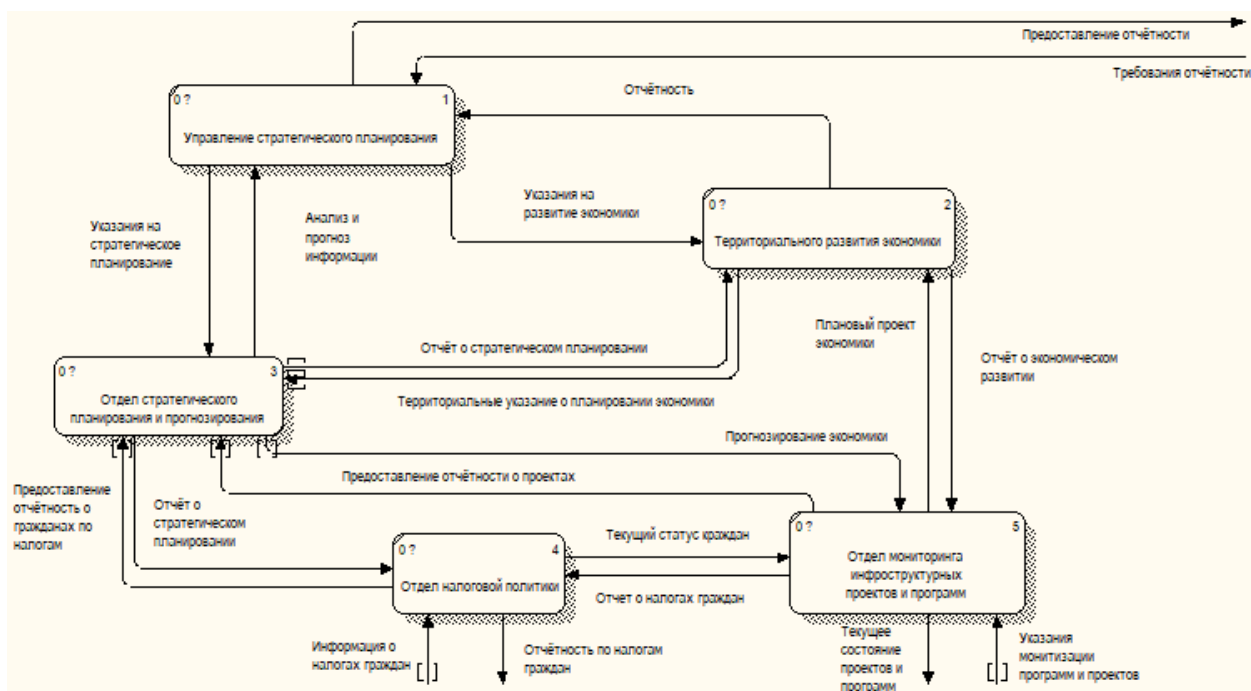 Предоставление отчётности
Требования отчётности
Отчётность
0 ?
1
Управление стратегического планирования
Указания на
развитие экономики
0 ?
2
Территориального развития экономики
Указания на
стратегическое
планирование
Анализ и
прогноз
информации
Плановый проект
экономики
Отчёт о экономическом
развитии
Отчёт о стратегическом планировании
0 ?
3
Отдел стратегического
планирования и прогнозирования
Территориальные указание о планировании экономики
Прогнозирование экономики
Предоставление отчётности о проектах
Предоставление
отчётность о
гражданах по
налогам
Отчёт о
стратегическом
планировании
0 ?
4
Отдел налоговой политики
Текущий статус краждан
Отчет о налогах граждан
0 ?
5
Отдел мониторинга
инфроструктурных
проектов и программ
Информация о
налогах граждан
Отчётность по налогам
граждан
Текущее
состояние
проектов и
программ
Указания
монитизации
программ и проектов